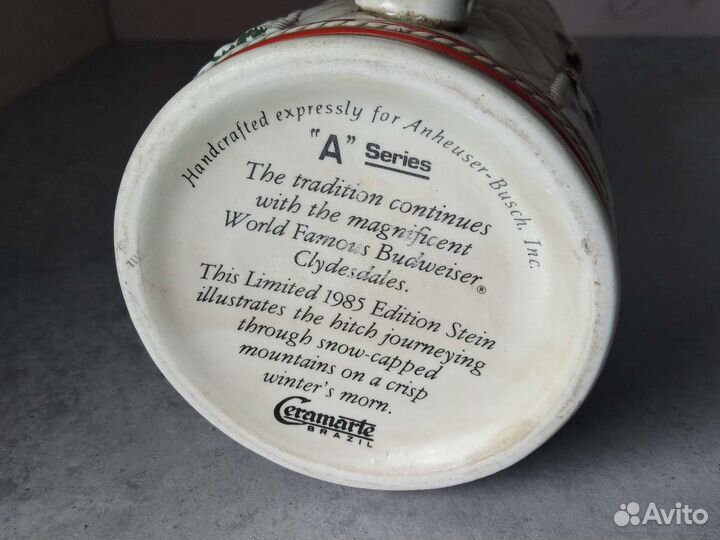 Handcrafted expressly for Anheuser-Busch, Inc.
"A" Series
The tradition continues
with the magnificent
World Famous Budweiser®
Clydesdales.
This Limited 1985 Edition Stein
illustrates the hitch journeying
through snow-capped
mountains on a crisp
winter's morn.
Ceramarte
BRAZIL
Avito